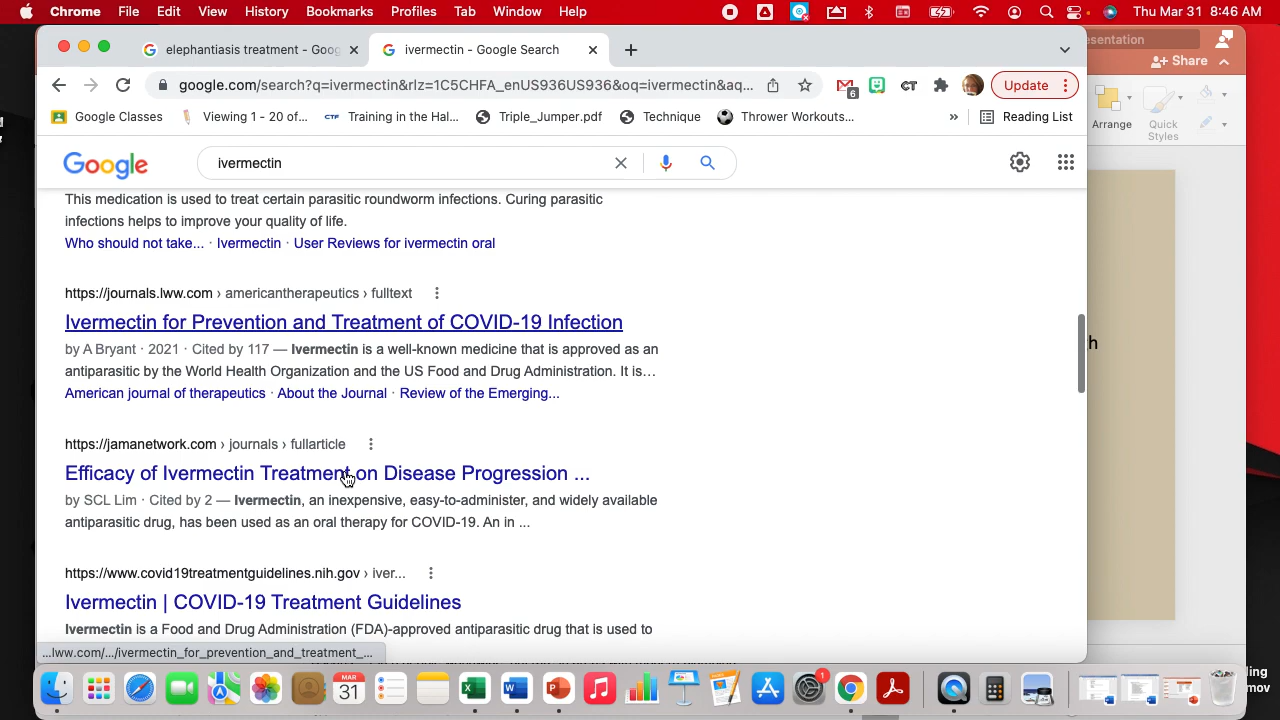 Chrome File Edit View History Bookmarks Profiles Tab Window Help Thu Mar 31 8:46 AM
elephantiasis treatment - Goog
ivermectin - Google Search
esentation
google.com/search?q=ivermectin&rlz=1C5CHFA_enUS936US936&oq=ivermectin&aq...
6
CT
Update
Share
Google Classes
Viewing 1 - 20 of...
CTF Training in the Hal...
Triple_Jumper.pdf
Technique
Thrower Workouts...
»
Reading List
Arrange
Quick
Styles
Google
ivermectin
This medication is used to treat certain parasitic roundworm infections. Curing parasitic
infections helps to improve your quality of life.
Who should not take... · Ivermectin · User Reviews for ivermectin oral
https://journals.lww.com › americantherapeutics › fulltext
Ivermectin for Prevention and Treatment of COVID-19 Infection
h
by A Bryant · 2021 · Cited by 117 — Ivermectin is a well-known medicine that is approved as an
antiparasitic by the World Health Organization and the US Food and Drug Administration. It is...
American journal of therapeutics · About the Journal · Review of the Emerging...
https://jamanetwork.com › journals › fullarticle
Efficacy of Ivermectin Treatment on Disease Progression ...
by SCL Lim · Cited by 2 — Ivermectin, an inexpensive, easy-to-administer, and widely available
antiparasitic drug, has been used as an oral therapy for COVID-19. An in ...
https://www.covid19treatmentguidelines.nih.gov › iver...
Ivermectin | COVID-19 Treatment Guidelines
Ivermectin is a Food and Drug Administration (FDA)-approved antiparasitic drug that is used to
...lww.com/.../ivermectin_for_prevention_and_treatment_...
MAR
31
1
ling
mov